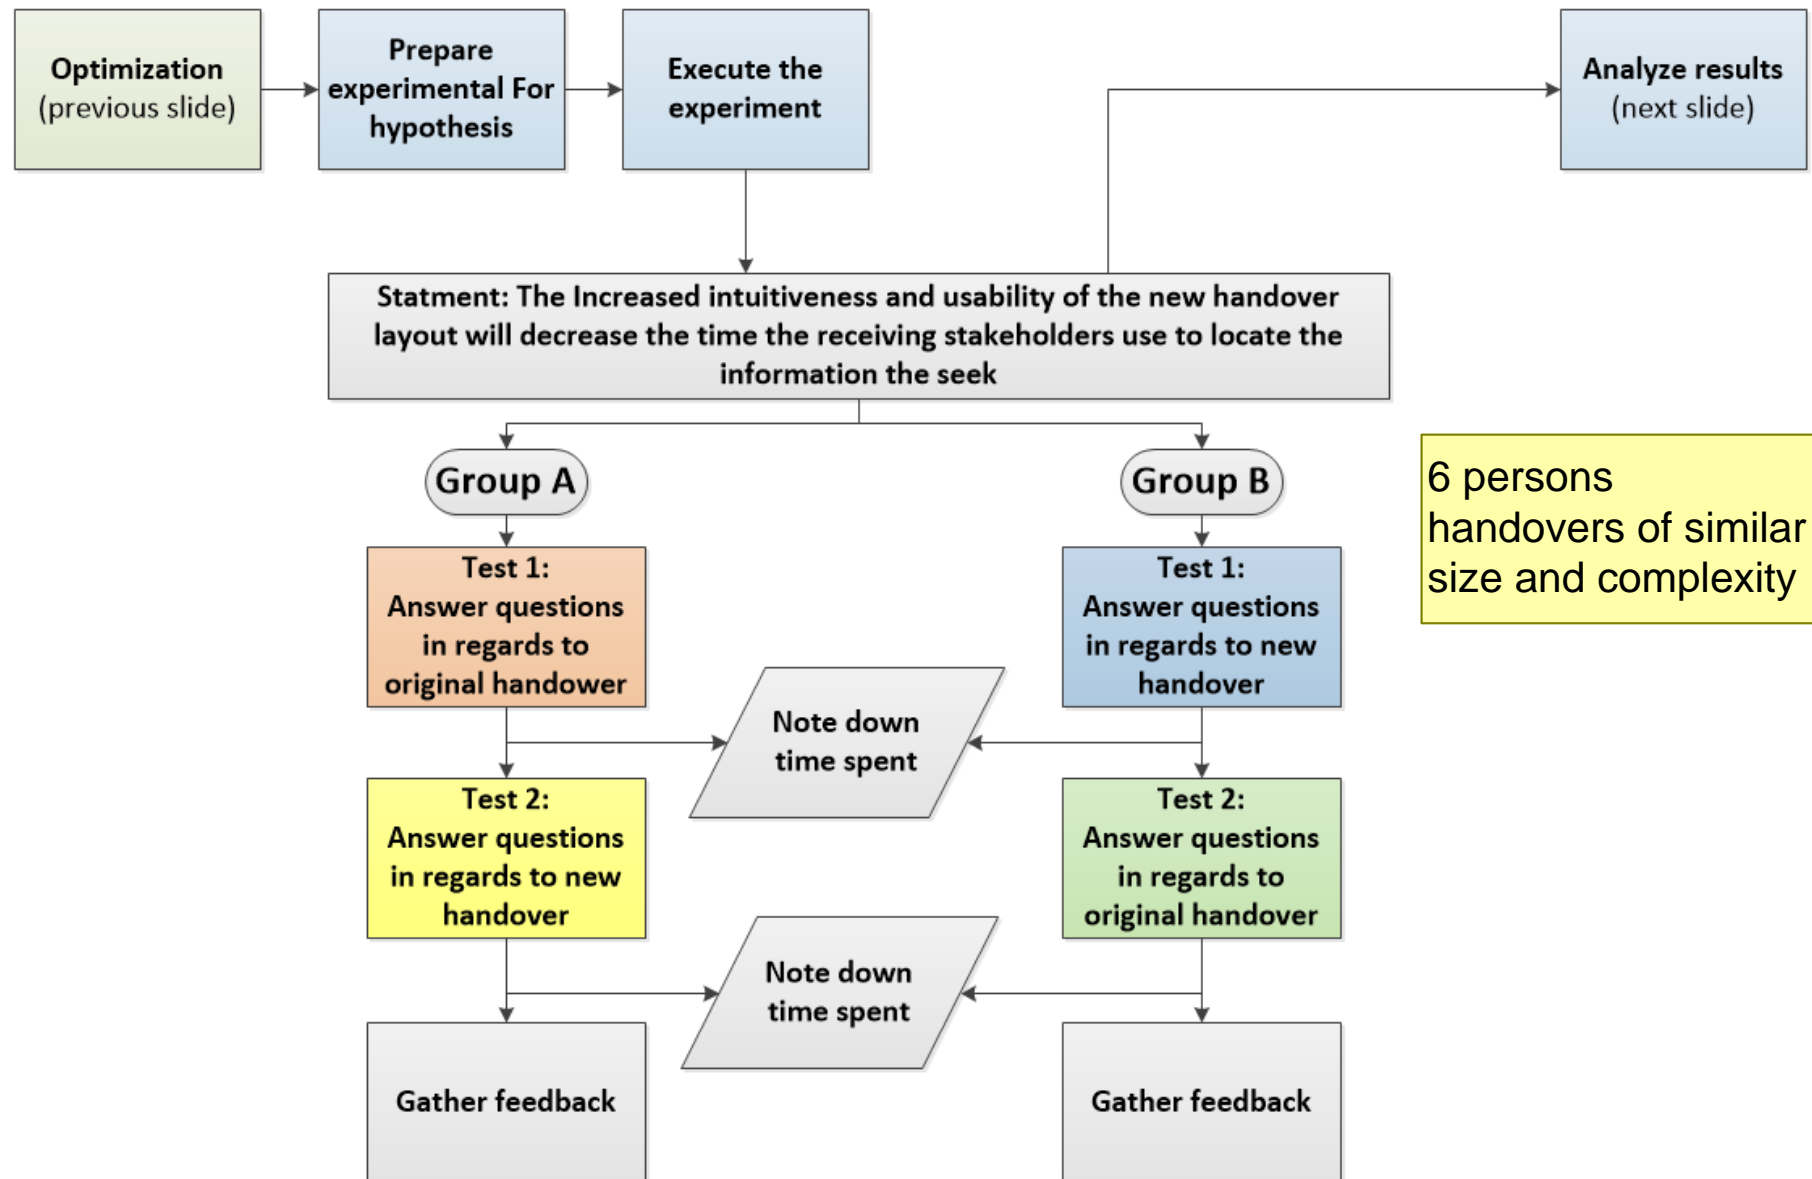 Optimization
(previous slide)
Prepare
experimental For
hypothesis
Execute the
experiment
Analyze results
(next slide)
Statment: The Increased intuitiveness and usability of the new handover
layout will decrease the time the receiving stakeholders use to locate the
information the seek
Group A
Group B
6 persons
handovers of similar
size and complexity
Test 1:
Answer questions
in regards to
original handower
Test 1:
Answer questions
in regards to new
handover
Note down
time spent
Test 2:
Answer questions
in regards to new
handover
Test 2:
Answer questions
in regards to
original handover
Note down
time spent
Gather feedback
Gather feedback